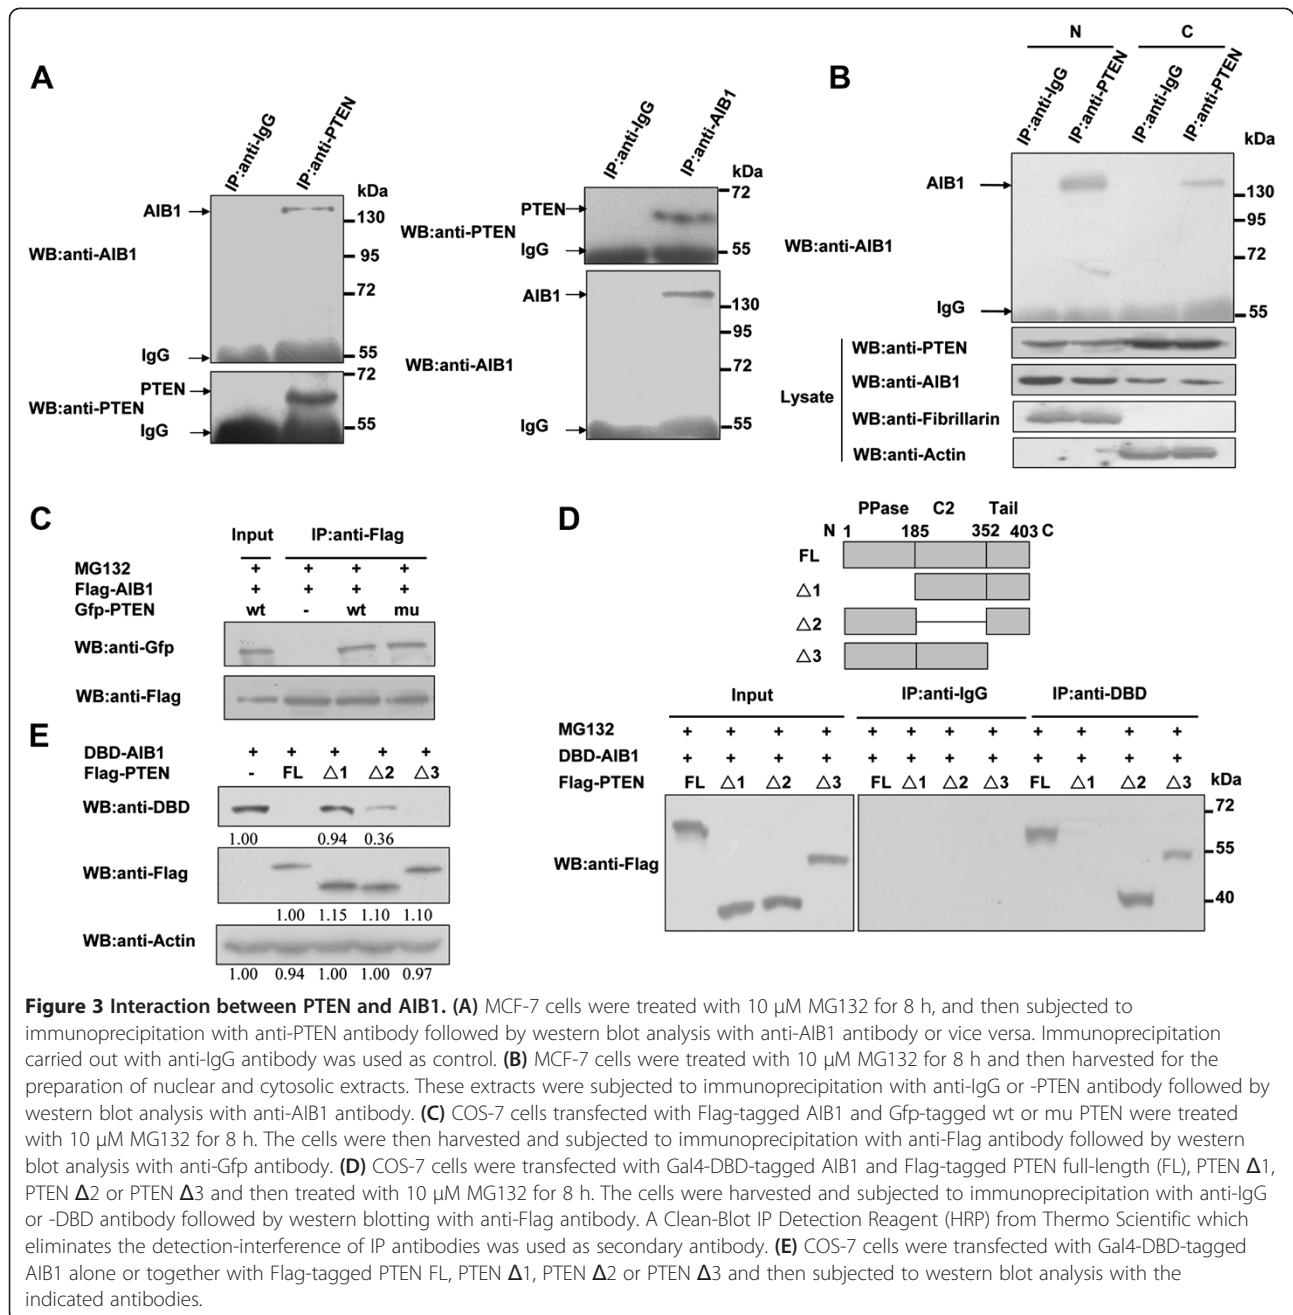 A
IP:anti-IgG
IP:anti-PTEN
kDa
AIB1
130
WB:anti-AIB1
95
72
IgG
55
72
PTEN
WB:anti-PTEN
IgG
55
IP:anti-IgG
IP:anti-AIB1
kDa
72
PTEN
WB:anti-PTEN
IgG
55
AIB1
130
95
WB:anti-AIB1
72
IgG
55
B
N C
IP:anti-IgG
IP:anti-PTEN
IP:anti-IgG
IP:anti-PTEN
kDa
AIB1
130
95
WB:anti-AIB1
72
IgG
55
Lysate
WB:anti-PTEN
WB:anti-AIB1
WB:anti-Fibrillarin
WB:anti-Actin
C
Input IP:anti-Flag
MG132 + + + +
Flag-AIB1 + + + +
Gfp-PTEN wt - wt mu
WB:anti-Gfp
WB:anti-Flag
D
PPase C2 Tail
N 1 185 352 403 C
FL
△1
△2
△3
Input IP:anti-IgG IP:anti-DBD
MG132 + + + + + + + + + + + +
DBD-AIB1 + + + + + + + + + + + +
Flag-PTEN FL △1 △2 △3 FL △1 △2 △3 FL △1 △2 △3 kDa
72
55
WB:anti-Flag
40
E
DBD-AIB1 + + + + +
Flag-PTEN - FL △1 △2 △3
WB:anti-DBD
1.00 0.94 0.36
WB:anti-Flag
1.00 1.15 1.10 1.10
WB:anti-Actin
1.00 0.94 1.00 1.00 0.97
Figure 3 Interaction between PTEN and AIB1. (A) MCF-7 cells were treated with 10 μM MG132 for 8 h, and then subjected to
immunoprecipitation with anti-PTEN antibody followed by western blot analysis with anti-AIB1 antibody or vice versa. Immunoprecipitation
carried out with anti-IgG antibody was used as control. (B) MCF-7 cells were treated with 10 μM MG132 for 8 h and then harvested for the
preparation of nuclear and cytosolic extracts. These extracts were subjected to immunoprecipitation with anti-IgG or -PTEN antibody followed by
western blot analysis with anti-AIB1 antibody. (C) COS-7 cells transfected with Flag-tagged AIB1 and Gfp-tagged wt or mu PTEN were treated
with 10 μM MG132 for 8 h. The cells were then harvested and subjected to immunoprecipitation with anti-Flag antibody followed by western
blot analysis with anti-Gfp antibody. (D) COS-7 cells were transfected with Gal4-DBD-tagged AIB1 and Flag-tagged PTEN full-length (FL), PTEN Δ1,
PTEN Δ2 or PTEN Δ3 and then treated with 10 μM MG132 for 8 h. The cells were harvested and subjected to immunoprecipitation with anti-IgG
or -DBD antibody followed by western blotting with anti-Flag antibody. A Clean-Blot IP Detection Reagent (HRP) from Thermo Scientific which
eliminates the detection-interference of IP antibodies was used as secondary antibody. (E) COS-7 cells were transfected with Gal4-DBD-tagged
AIB1 alone or together with Flag-tagged PTEN FL, PTEN Δ1, PTEN Δ2 or PTEN Δ3 and then subjected to western blot analysis with the
indicated antibodies.